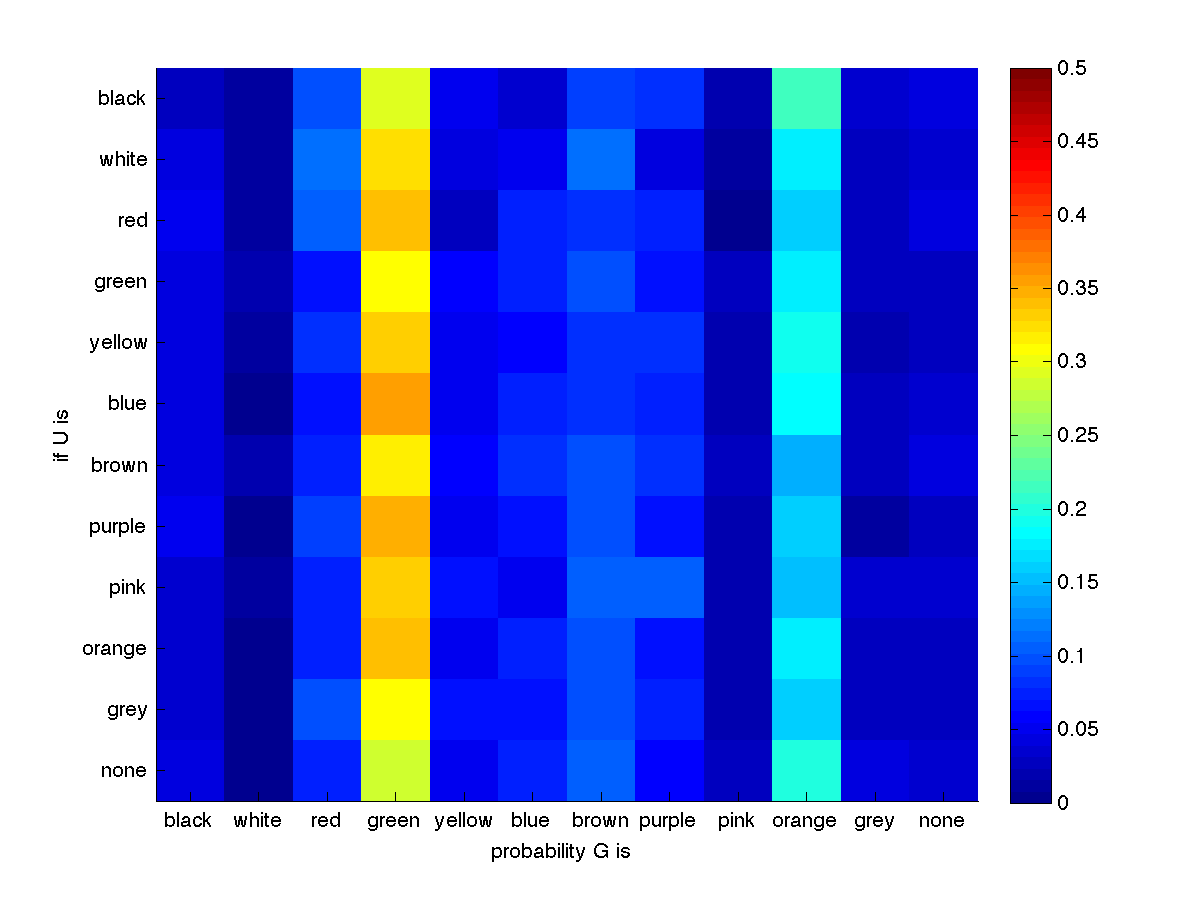 if U is
black
white
red
green
yellow
blue
brown
purple
pink
orange
grey
none
black white red green yellow blue brown purple pink orange grey none
probability G is
0.5
0.45
0.4
0.35
0.3
0.25
0.2
0.15
0.1
0.05
0